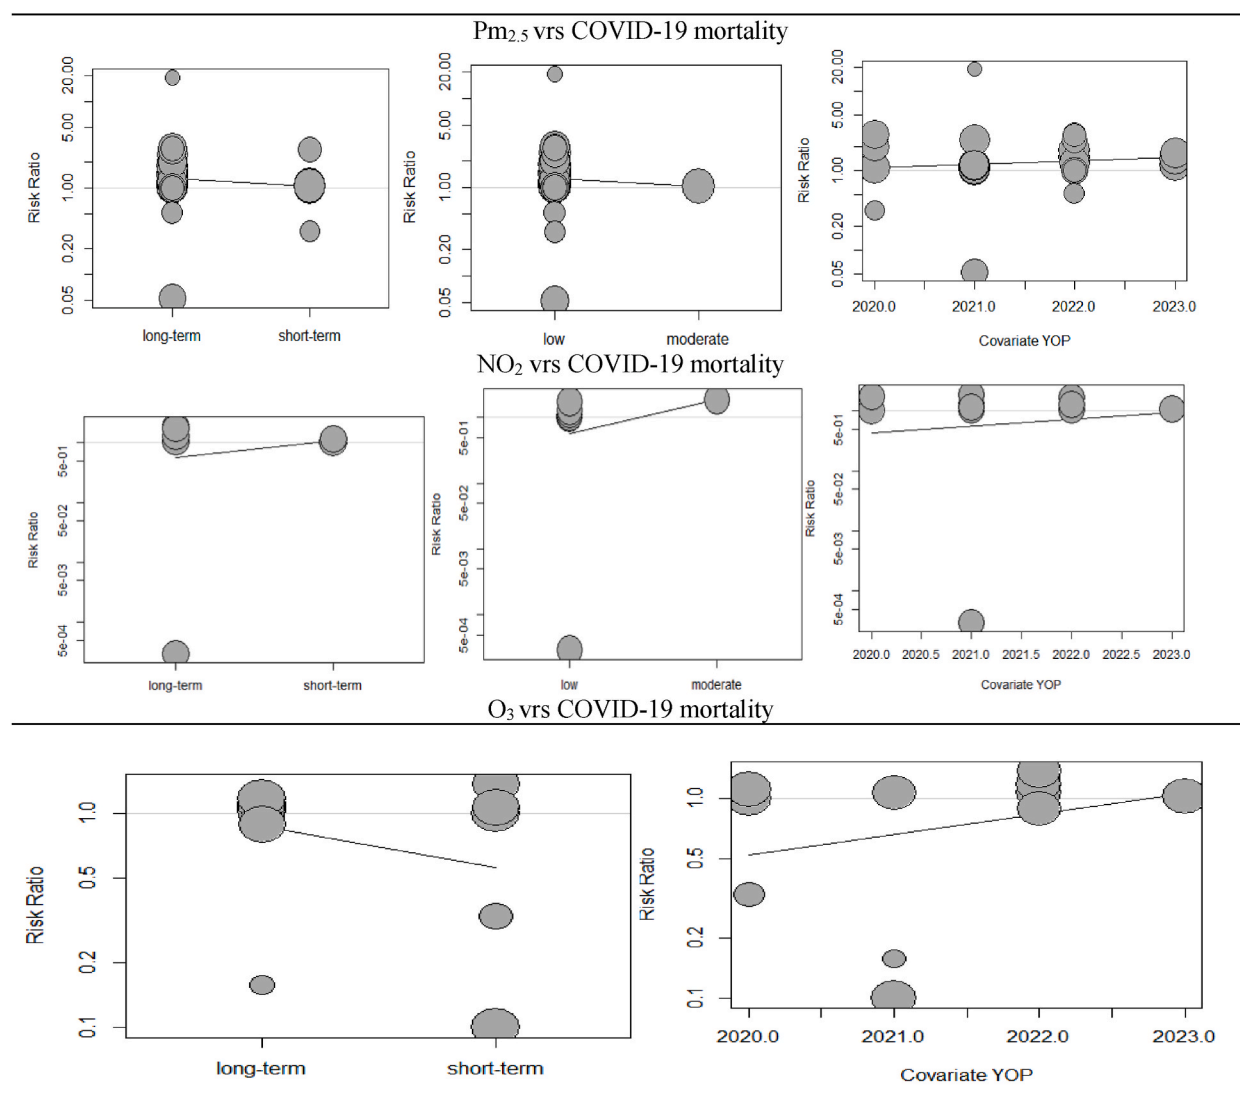 Pm2.5 vrs COVID-19 mortality
Risk Ratio
20.00
5.00
1.00
0.20
0.05
long-term
short-term
Risk Ratio
20.00
5.00
1.00
0.20
0.05
low
moderate
Risk Ratio
20.00
5.00
1.00
0.20
0.05
2020.0
2021.0
2022.0
2023.0
Covariate YOP
NO2 vrs COVID-19 mortality
Risk Ratio
5e-01
5e-02
5e-03
5e-04
long-term
short-term
Risk Ratio
5e-01
5e-02
5e-03
5e-04
low
moderate
Risk Ratio
5e-01
5e-02
5e-03
5e-04
2020.0
2020.5
2021.0
2021.5
2022.0
2022.5
2023.0
Covariate YOP
O3 vrs COVID-19 mortality
Risk Ratio
1.0
0.5
0.2
0.1
long-term
short-term
Risk Ratio
1.0
0.5
0.2
0.1
2020.0
2021.0
2022.0
2023.0
Covariate YOP